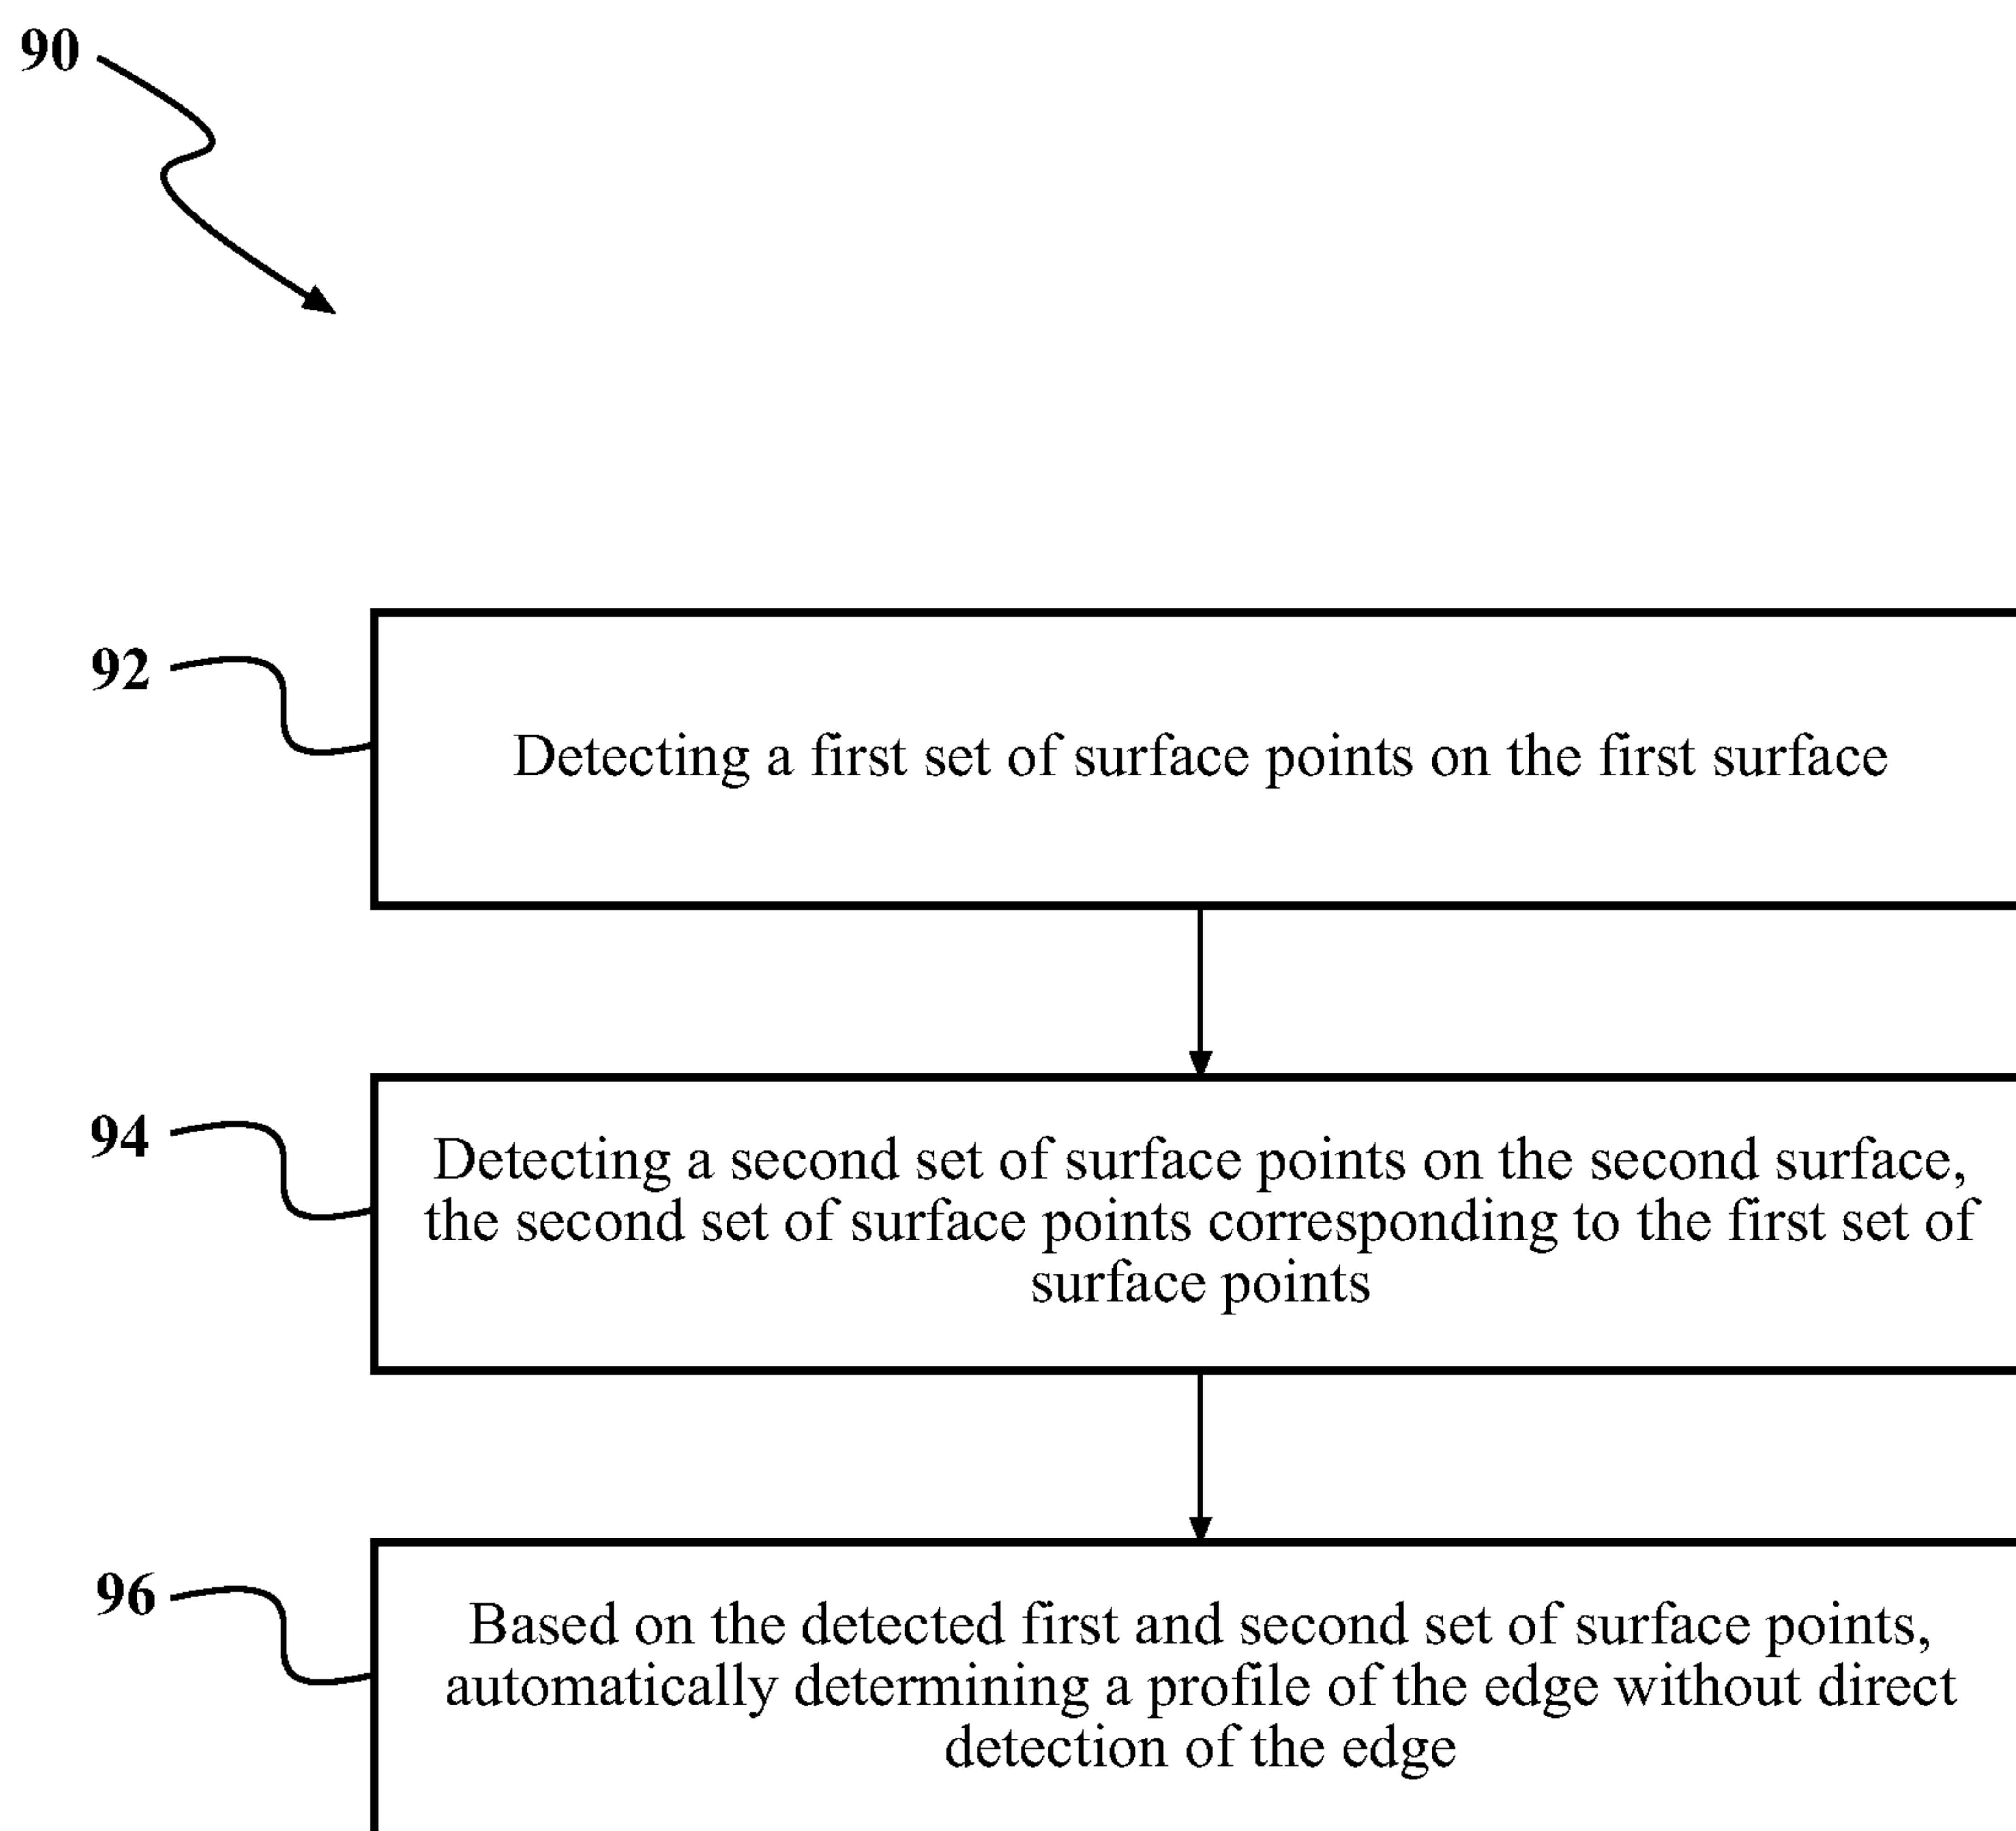 90
92
Detecting a first set of surface points on the first surface
94
Detecting a second set of surface points on the second surface,
the second set of surface points corresponding to the first set of
surface points
96
Based on the detected first and second set of surface points,
automatically determining a profile of the edge without direct
detection of the edge